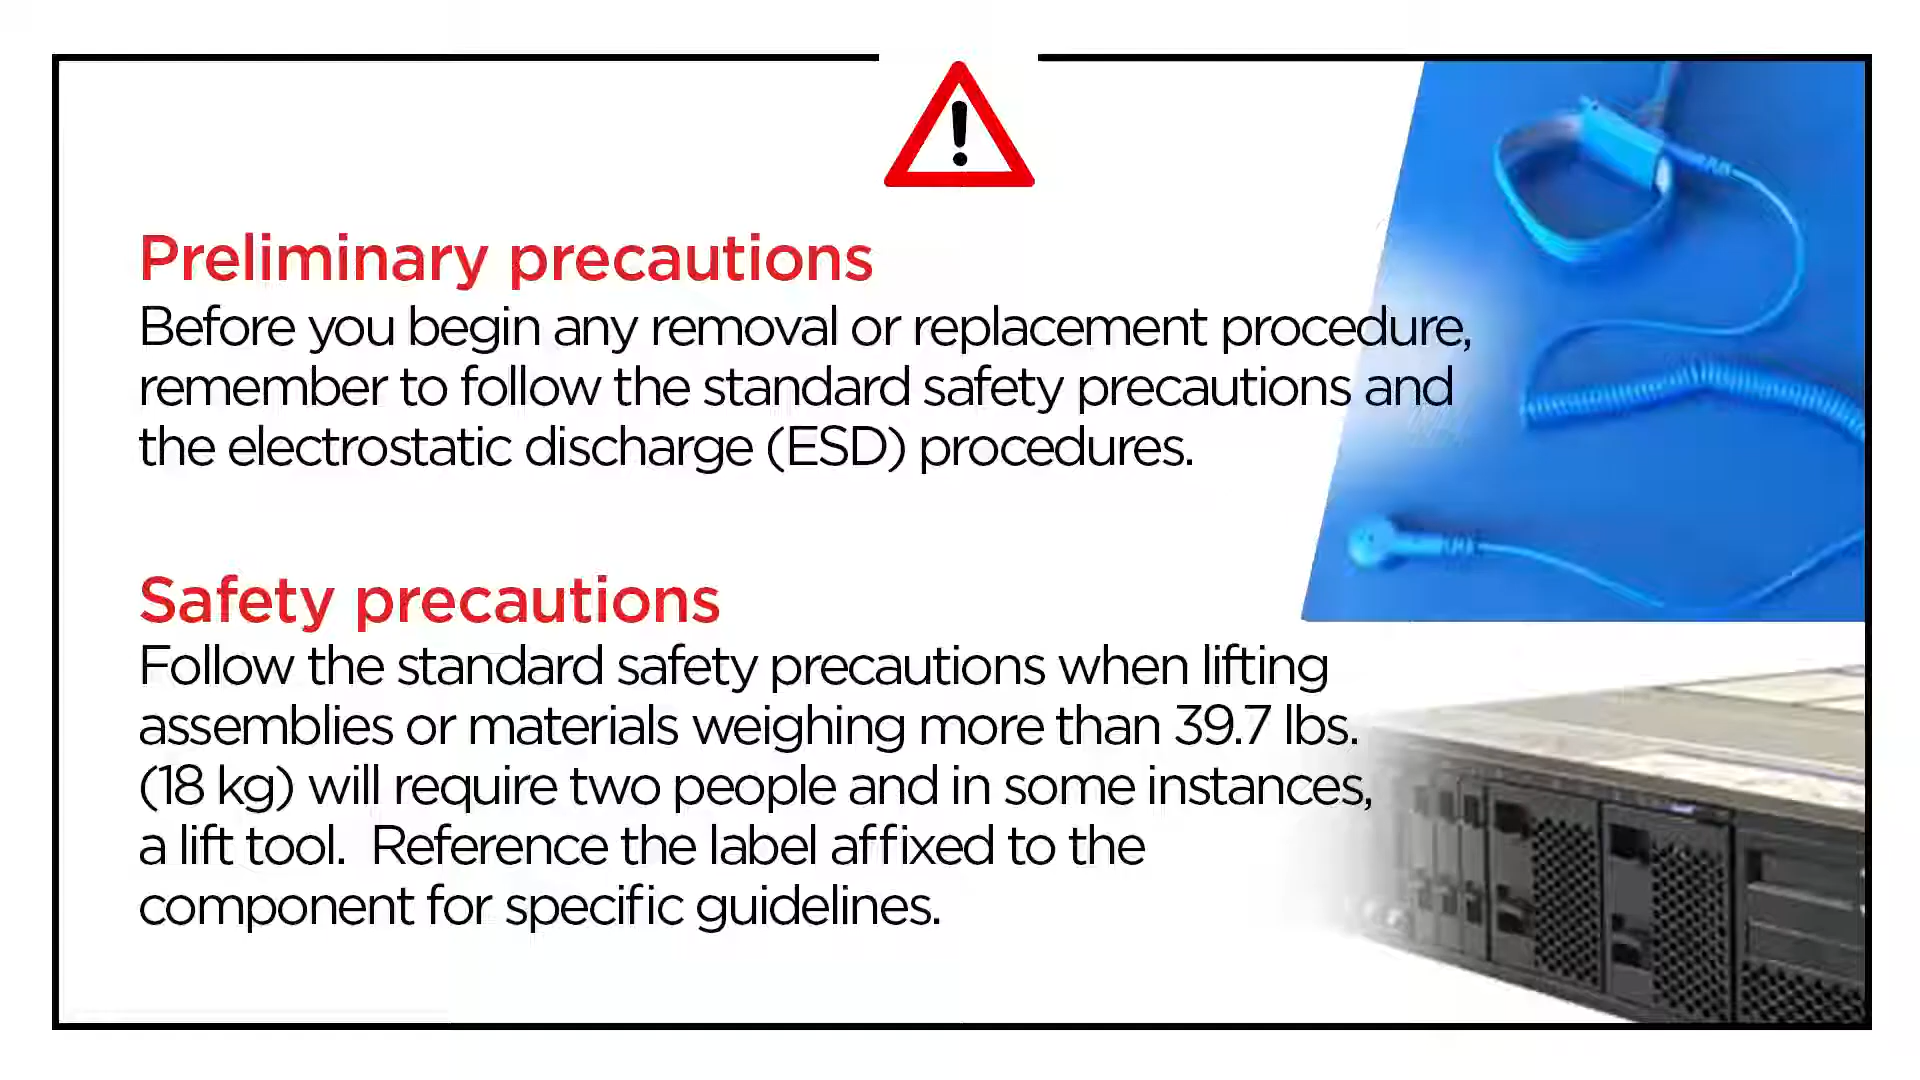 Preliminary precautions
Before you begin any removal or replacement procedure,
remember to follow the standard safety precautions and
the electrostatic discharge (ESD) procedures.
Safety precautions
Follow the standard safety precautions when lifting
assemblies or materials weighing more than 39.7 lbs.
(18 kg) will require two people and in some instances,
a lift tool.  Reference the label affixed to the
component for specific guidelines.